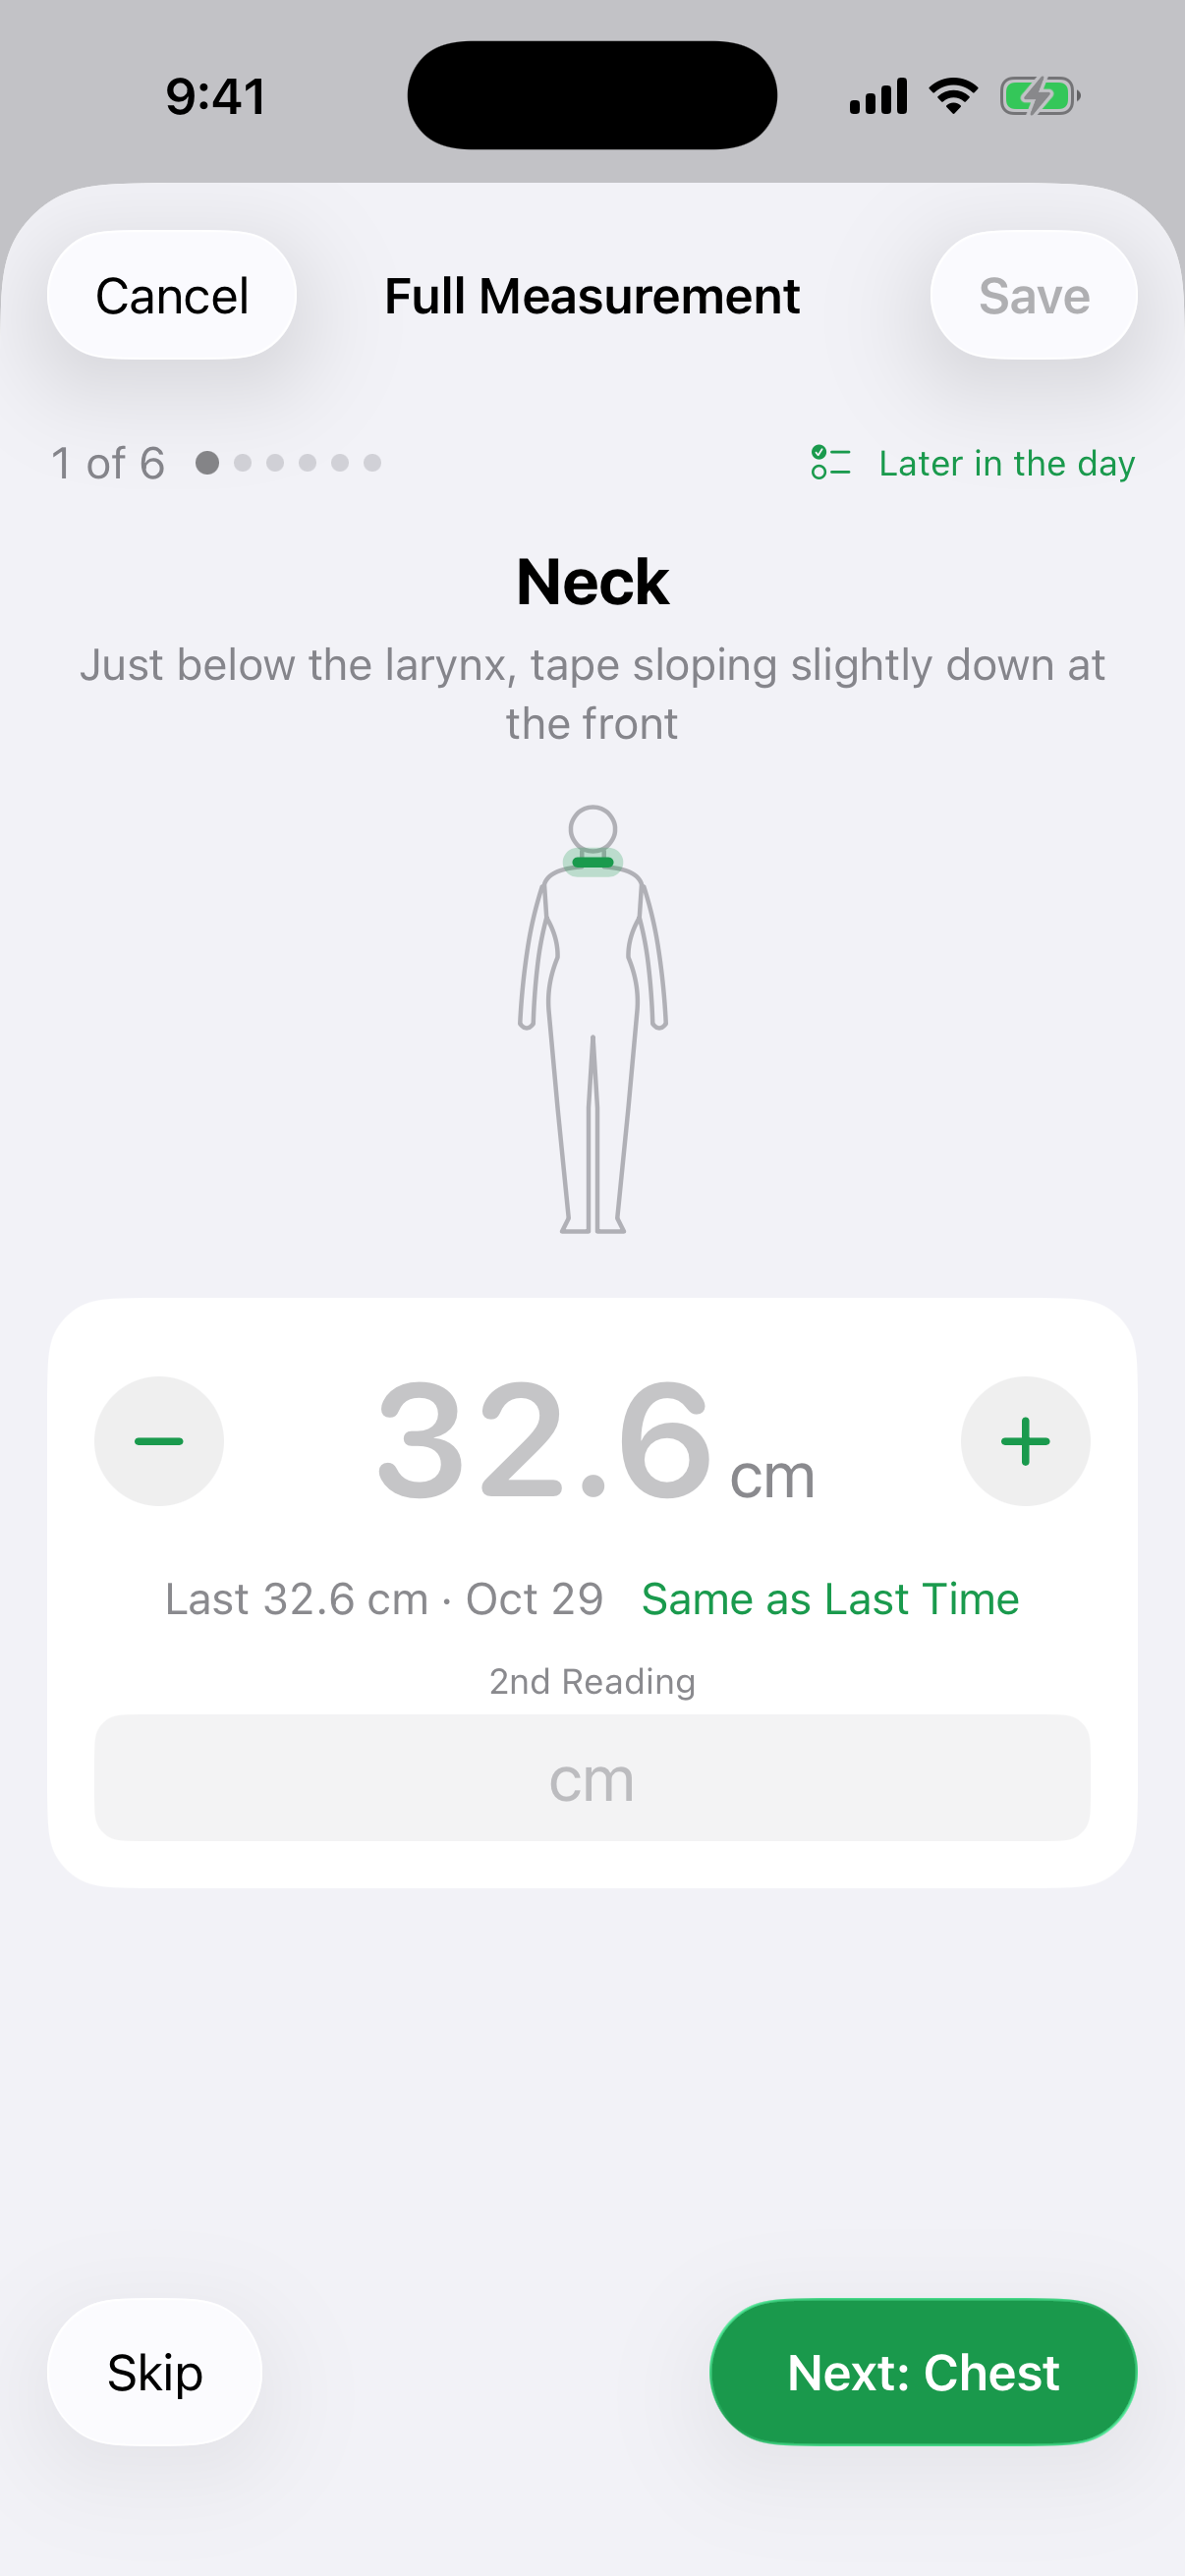 9:41
Cancel
Full Measurement
Save
1 of 6
Later in the day
Neck
Just below the larynx, tape sloping slightly down at
the front
32.6 cm
Last 32.6 cm · Oct 29
Same as Last Time
2nd Reading
cm
Skip
Next: Chest